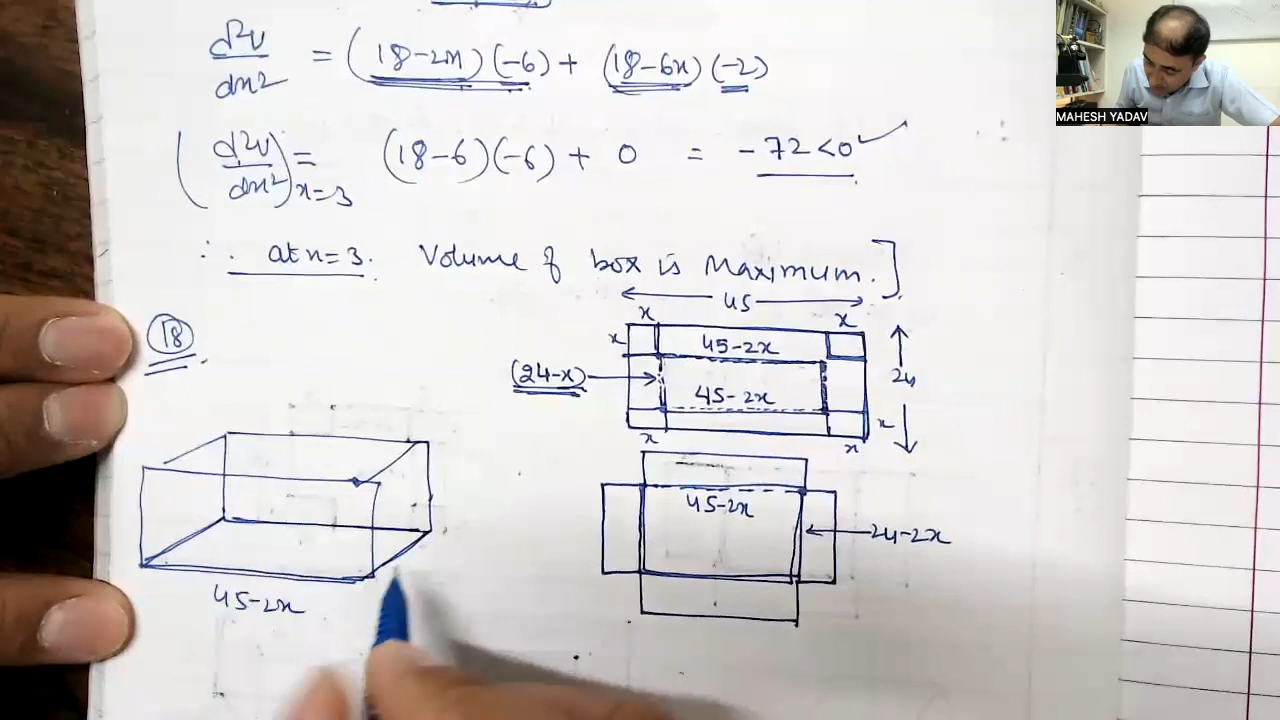 d²v/dx² = (18-2x)(-6) + (18-6x)(-2)
(d²v/dx²)x=3 = (18-6)(-6) + 0 = -72<0 ✓
∴ at x=3. Volume of box is Maximum.]
18.
45
x x
x 45-2x
(24-x) 24
45-2x
x x x
45-2x
24-2x
45-2x
MAHESH YADAV